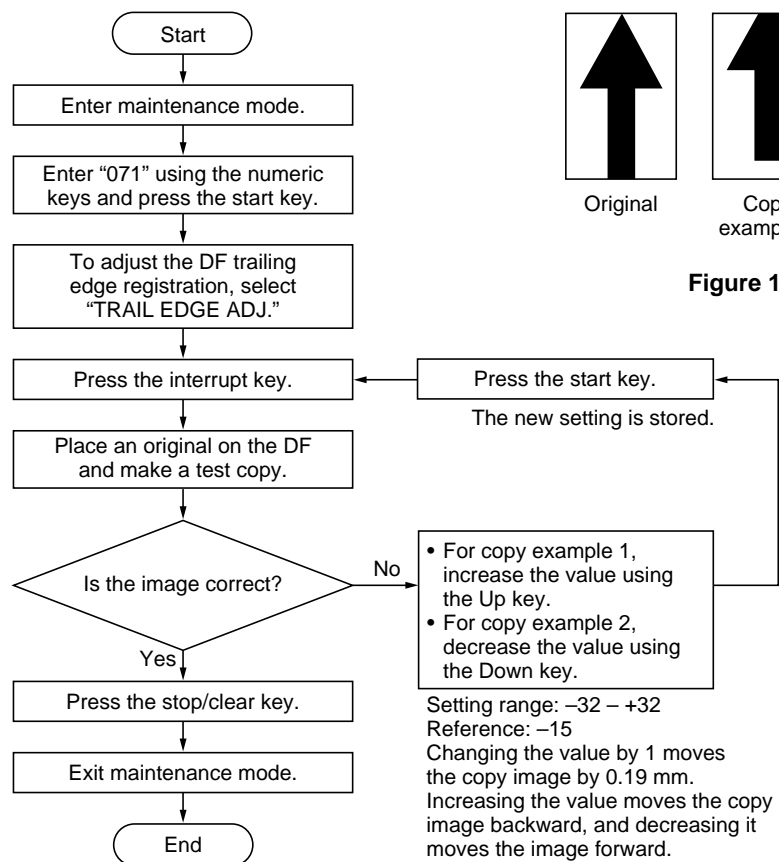 Start
Enter maintenance mode.
Enter “071” using the numeric
keys and press the start key.
To adjust the DF trailing
edge registration, select
“TRAIL EDGE ADJ.”
Press the interrupt key.
Place an original on the DF
and make a test copy.
Is the image correct?
No
Yes
Press the stop/clear key.
Exit maintenance mode.
End
Press the start key.
The new setting is stored.
• For copy example 1,
increase the value using
the Up key.
• For copy example 2,
decrease the value using
the Down key.
Setting range: –32 – +32
Reference: –15
Changing the value by 1 moves
the copy image by 0.19 mm.
Increasing the value moves the copy
image backward, and decreasing it
moves the image forward.
Original
Cop
examp
Figure 1